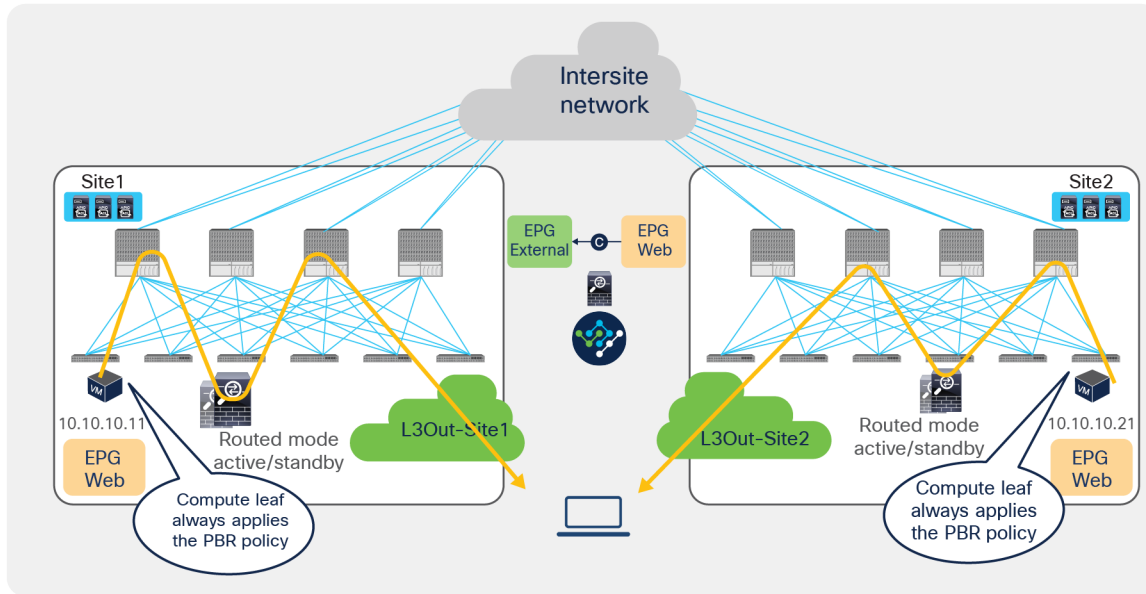 Intersite
network
Site1
Site2
EPG
External
C
EPG
Web
VM
10.10.10.11
EPG
Web
Routed mode
active/standby
L3Out-Site1
L3Out-Site2
Routed mode
active/standby
VM
10.10.10.21
EPG
Web
Compute leaf
always applies
the PBR policy
Compute leaf
always applies
the PBR policy